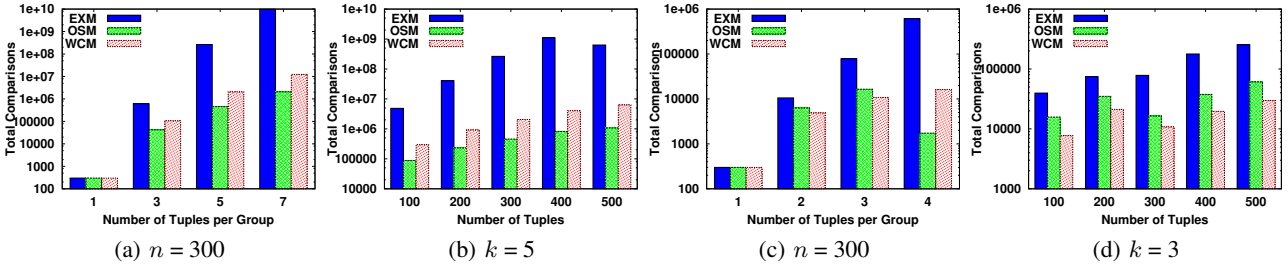 Total Comparisons
1e+10
1e+09
1e+08
1e+07
1e+06
100000
10000
1000
100
EXM
OSM
WCM
1 3 5 7
Number of Tuples per Group
(a) n = 300
Total Comparisons
1e+10
1e+09
1e+08
1e+07
1e+06
100000
10000
EXM
OSM
WCM
100 200 300 400 500
Number of Tuples
(b) k = 5
Total Comparisons
1e+06
100000
10000
1000
100
EXM
OSM
WCM
1 2 3 4
Number of Tuples per Group
(c) n = 300
Total Comparisons
1e+06
100000
10000
1000
EXM
OSM
WCM
100 200 300 400 500
Number of Tuples
(d) k = 3